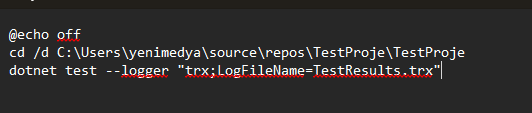 @echo off
cd /d C:\Users\yenimedya\source\repos\TestProje\TestProje
dotnet test --logger "trx;LogFileName=TestResults.trx"